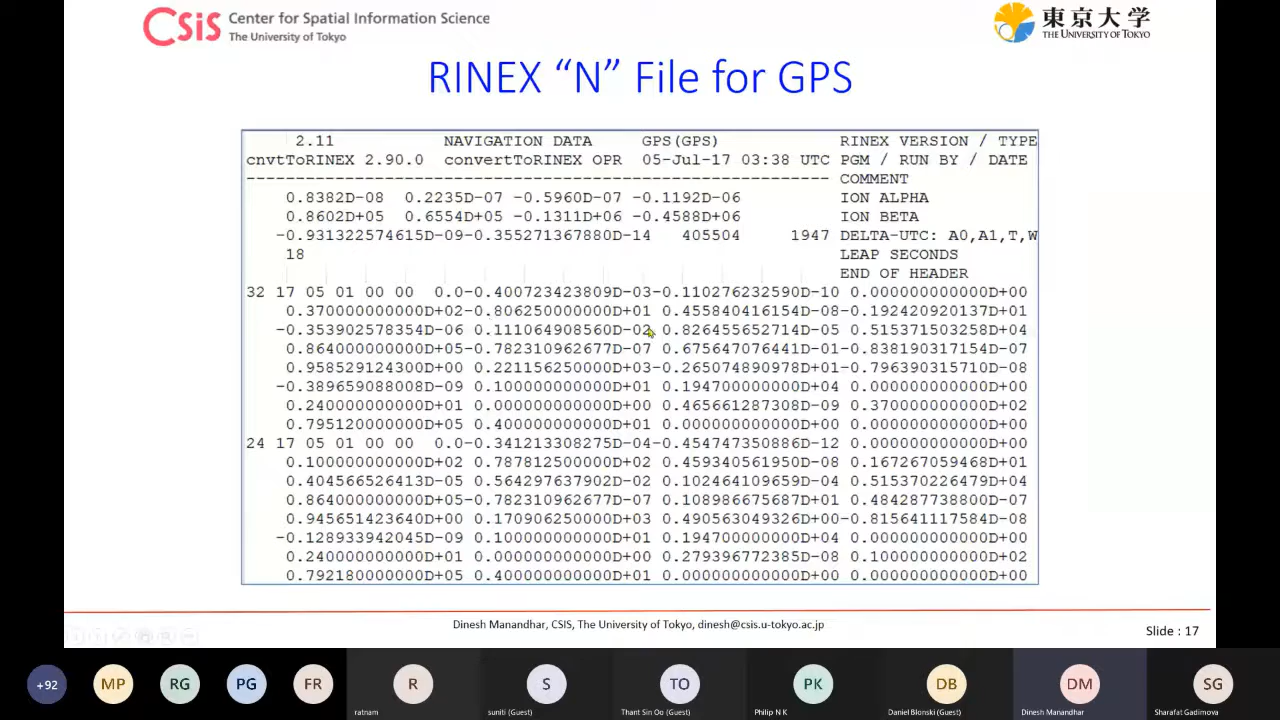 CSiS Center for Spatial Information Science
The University of Tokyo
東京大学
THE UNIVERSITY OF TOKYO
RINEX “N” File for GPS
2.11 NAVIGATION DATA GPS(GPS) RINEX VERSION / TYPE
cnvtToRINEX 2.90.0 convertToRINEX OPR 05-Jul-17 03:38 UTC PGM / RUN BY / DATE
----------------------------------------------------------- COMMENT
0.8382D-08 0.2235D-07 -0.5960D-07 -0.1192D-06 ION ALPHA
0.8602D+05 0.6554D+05 -0.1311D+06 -0.4588D+06 ION BETA
-0.931322574615D-09-0.355271367880D-14 405504 1947 DELTA-UTC: A0,A1,T,W
18 LEAP SECONDS
END OF HEADER
32 17 05 01 00 00 0.0-0.400723423809D-03-0.110276232590D-10 0.000000000000D+00
0.370000000000D+02-0.806250000000D+01 0.455840416154D-08-0.192420920137D+01
-0.353902578354D-06 0.111064908560D-02 0.826455652714D-05 0.515371503258D+04
0.864000000000D+05-0.782310962677D-07 0.675647076441D-01-0.838190317154D-07
0.958529124300D+00 0.221156250000D+03-0.265074890978D+01-0.796390315710D-08
-0.389659088008D-09 0.100000000000D+01 0.194700000000D+04 0.000000000000D+00
0.240000000000D+01 0.000000000000D+00 0.465661287308D-09 0.370000000000D+02
0.795120000000D+05 0.400000000000D+01 0.000000000000D+00 0.000000000000D+00
24 17 05 01 00 00 0.0-0.341213308275D-04-0.454747350886D-12 0.000000000000D+00
0.100000000000D+02 0.787812500000D+02 0.459340561950D-08 0.167267059468D+01
0.404566526413D-05 0.564297637902D-02 0.102464109659D-04 0.515370226479D+04
0.864000000000D+05-0.782310962677D-07 0.108986675687D+01 0.484287738800D-07
0.945651423640D+00 0.170906250000D+03 0.490563049326D+00-0.815641117584D-08
-0.128933942045D-09 0.100000000000D+01 0.194700000000D+04 0.000000000000D+00
0.240000000000D+01 0.000000000000D+00 0.279396772385D-08 0.100000000000D+02
0.792180000000D+05 0.400000000000D+01 0.000000000000D+00 0.000000000000D+00
Dinesh Manandhar, CSIS, The University of Tokyo, dinesh@csis.u-tokyo.ac.jp
Slide : 17
+92 MP RG PG FR R S TO PK DB DM SG
ratnam suniti (Guest) Thant Sin Oo (Guest) Philip N K Daniel Blonski (Guest) Dinesh Manandhar Sharafat Gadimova